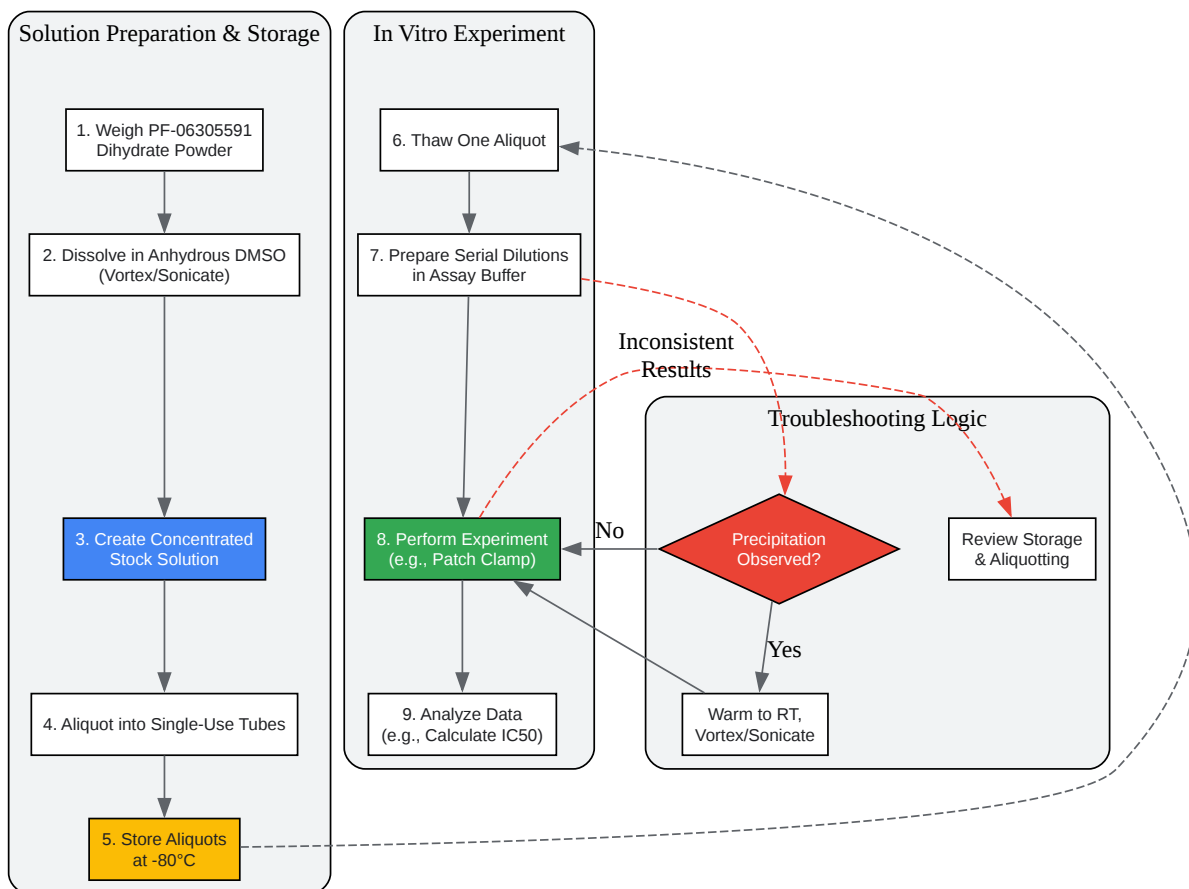 Solution Preparation & Storage
1. Weigh PF-06305591
Dihydrate Powder
2. Dissolve in Anhydrous DMSO
(Vortex/Sonicate)
3. Create Concentrated
Stock Solution
4. Aliquot into Single-Use Tubes
5. Store Aliquots
at -80°C
In Vitro Experiment
6. Thaw One Aliquot
7. Prepare Serial Dilutions
in Assay Buffer
8. Perform Experiment
(e.g., Patch Clamp)
9. Analyze Data
(e.g., Calculate IC50)
Inconsistent
Results
Troubleshooting Logic
No
Precipitation
Observed?
Yes
Warm to RT,
Vortex/Sonicate
Review Storage
& Aliquotting